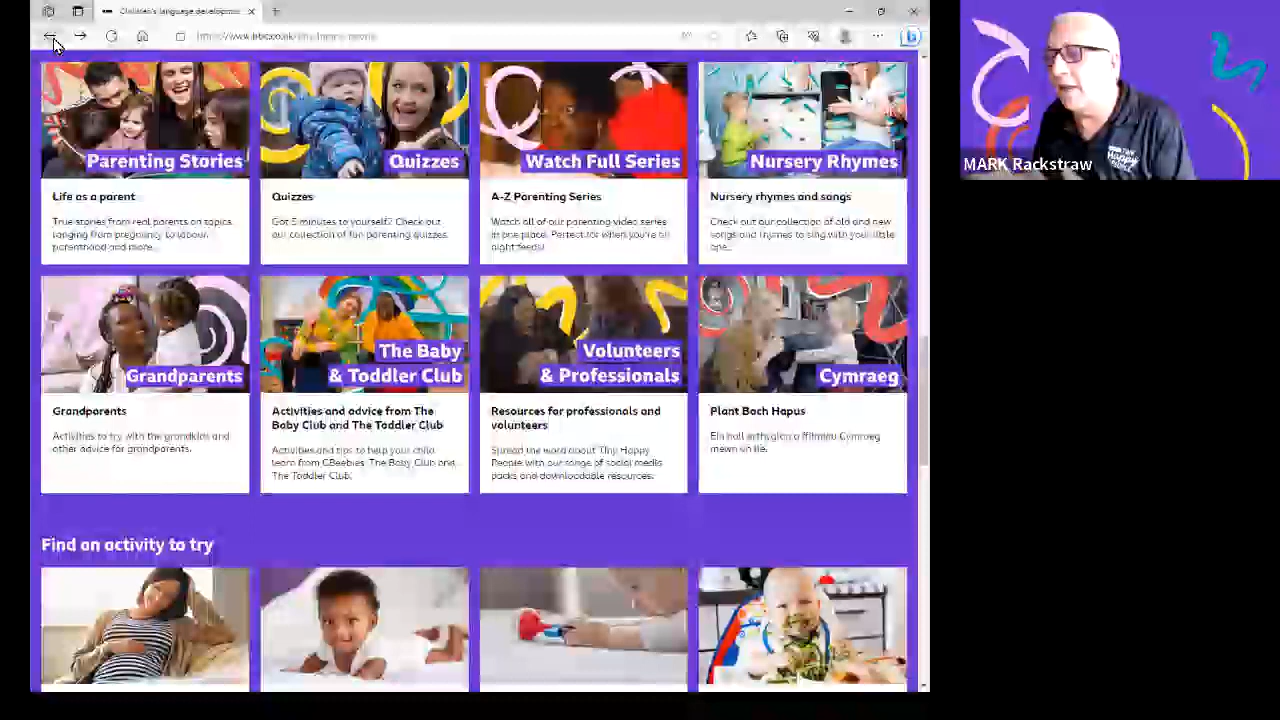 Children's language developmen
MARK Rackstraw
Parenting Stories
Life as a parent
True stories from real parents on topics
ranging from pregnancy to labour,
parenthood and more.
Quizzes
Quizzes
Got 5 minutes to yourself? Check out
our collection of fun parenting quizzes.
Watch Full Series
A-Z Parenting Series
Watch all of our parenting video series
in one place. Perfect for when you're on
night feeds!
Nursery Rhymes
Nursery rhymes and songs
Check out our collection of old and new
songs and rhymes to sing with your little
one.
Grandparents
Grandparents
Activities to try with the grandkids and
other advice for grandparents.
The Baby
& Toddler Club
Activities and advice from The
Baby Club and The Toddler Club
Activities and tips to help your child
learn from CBeebies' The Baby Club and
The Toddler Club.
Volunteers
& Professionals
Resources for professionals and
volunteers
Spread the word about Tiny Happy
People with our range of social media
packs and downloadable resources.
Cymraeg
Plant Bach Hapus
Ein holl erthyglau a ffilmiau Cymraeg
mewn un lle.
Find an activity to try